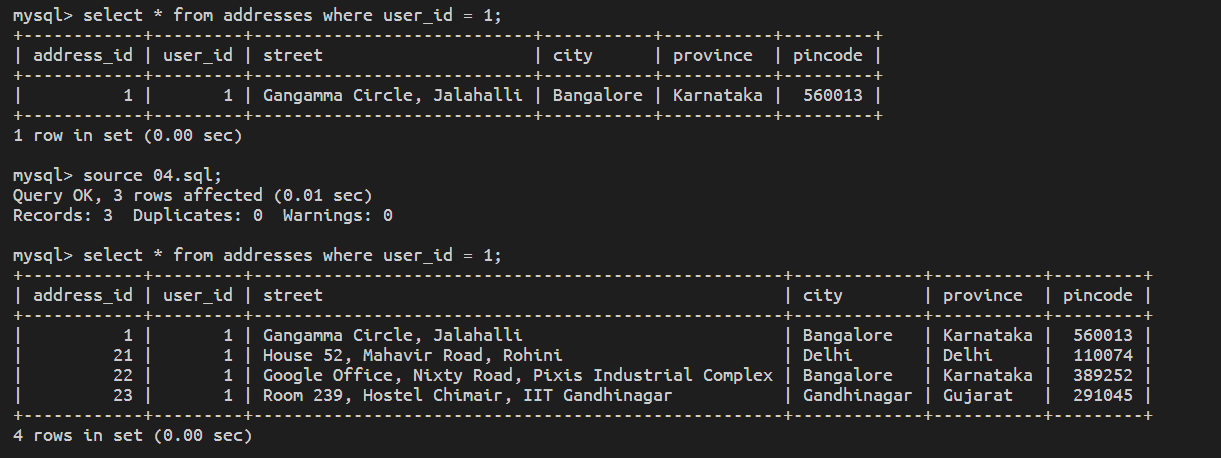 mysql> select * from addresses where user_id = 1;
+------------+---------+----------------------------+-----------+-----------+---------+
| address_id | user_id | street                     | city      | province  | pincode |
+------------+---------+----------------------------+-----------+-----------+---------+
|          1 |       1 | Gangamma Circle, Jalahalli | Bangalore | Karnataka |  560013 |
+------------+---------+----------------------------+-----------+-----------+---------+
1 row in set (0.00 sec)

mysql> source 04.sql;
Query OK, 3 rows affected (0.01 sec)
Records: 3  Duplicates: 0  Warnings: 0

mysql> select * from addresses where user_id = 1;
+------------+---------+-----------------------------------------------------+-------------+-----------+---------+
| address_id | user_id | street                                              | city        | province  | pincode |
+------------+---------+-----------------------------------------------------+-------------+-----------+---------+
|          1 |       1 | Gangamma Circle, Jalahalli                          | Bangalore   | Karnataka |  560013 |
|         21 |       1 | House 52, Mahavir Road, Rohini                      | Delhi       | Delhi     |  110074 |
|         22 |       1 | Google Office, Nixty Road, Pixis Industrial Complex | Bangalore   | Karnataka |  389252 |
|         23 |       1 | Room 239, Hostel Chimair, IIT Gandhinagar           | Gandhinagar | Gujarat   |  291045 |
+------------+---------+-----------------------------------------------------+-------------+-----------+---------+
4 rows in set (0.00 sec)